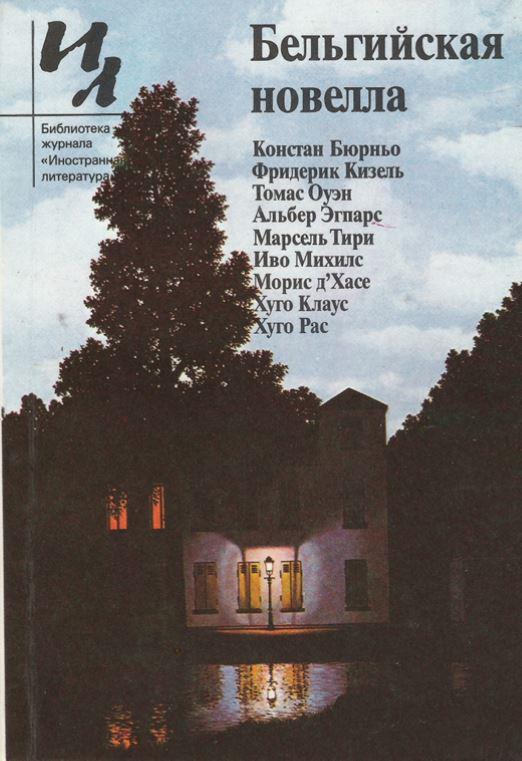 ИЛ
Библиотека
журнала
«Иностранная
литература
Бельгийская
новелла
Констан Бюрньо
Фридерик Кизель
Томас Оуэн
Альбер Эгпарс
Марсель Тири
Иво Михилс
Морис д’Хасе
Хуго Клаус
Хуго Рас